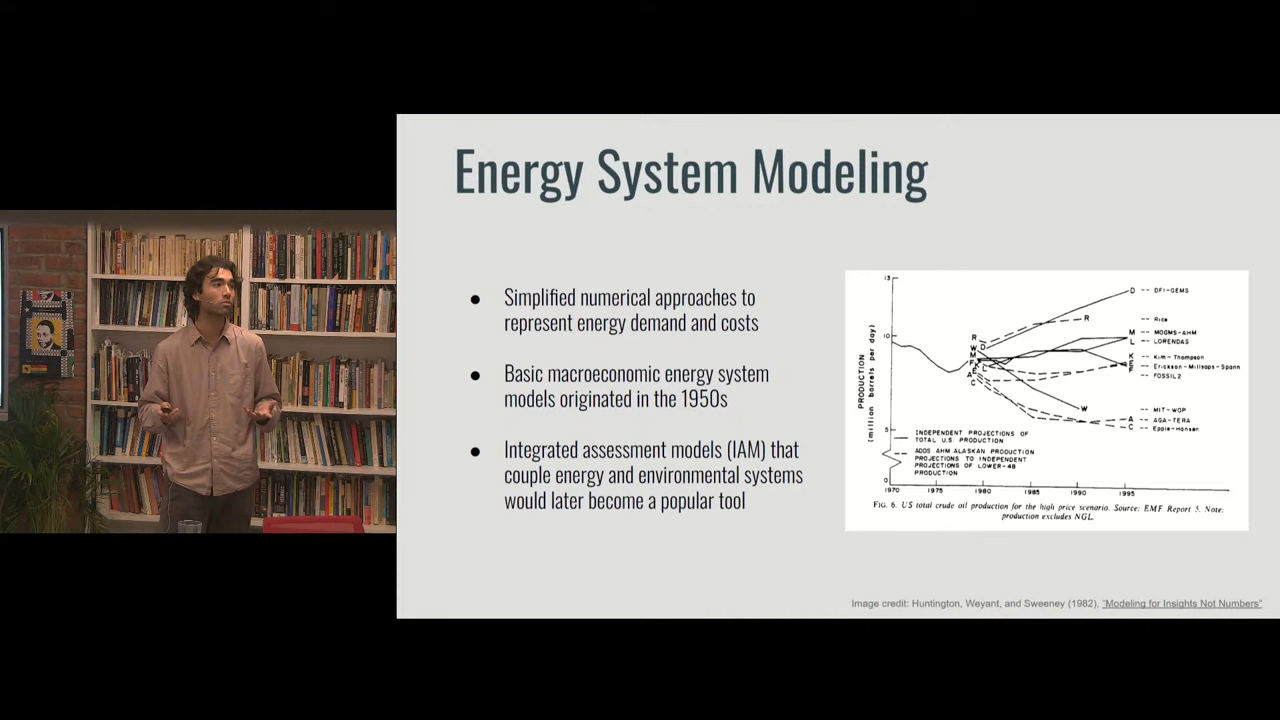 Energy System Modeling
● Simplified numerical approaches to
represent energy demand and costs
● Basic macroeconomic energy system
models originated in the 1950s
● Integrated assessment models (IAM) that
couple energy and environmental systems
would later become a popular tool
PRODUCTION
(million barrels per day)
13
10
5
0
1970 1975 1980 1985 1990 1995
R
W
D
M
F
L
A
C
D -- DFI-GEMS
R -- Rice
M -- MOGMS-AHM
L -- LORENDAS
K -- Kim-Thompson
E -- Erickson-Millsaps-Spann
F -- FOSSIL2
W -- MIT-WOP
A -- AGA-TERA
C -- Epple-Hansen
INDEPENDENT PROJECTIONS OF
TOTAL U.S. PRODUCTION
ADDS AHM ALASKAN PRODUCTION
PROJECTIONS TO INDEPENDENT
PROJECTIONS OF LOWER-48
PRODUCTION
FIG. 6. US total crude oil production for the high price scenario. Source: EMF Report 5. Note:
production excludes NGL.
Image credit: Huntington, Weyant, and Sweeney (1982), "Modeling for Insights Not Numbers"